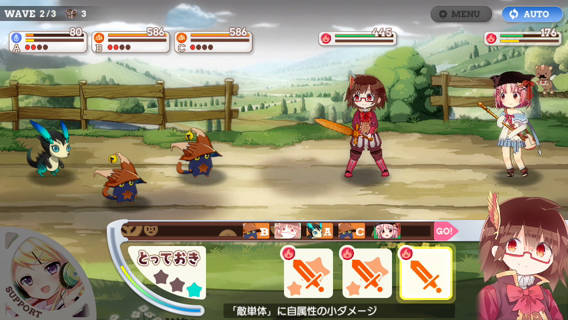 WAVE 2/3 3
MENU
AUTO
80
A
586
B
586
C
445
176
B
A
C
GO!
とっておき
SUPPORT
「敵単体」に自属性の小ダメージ